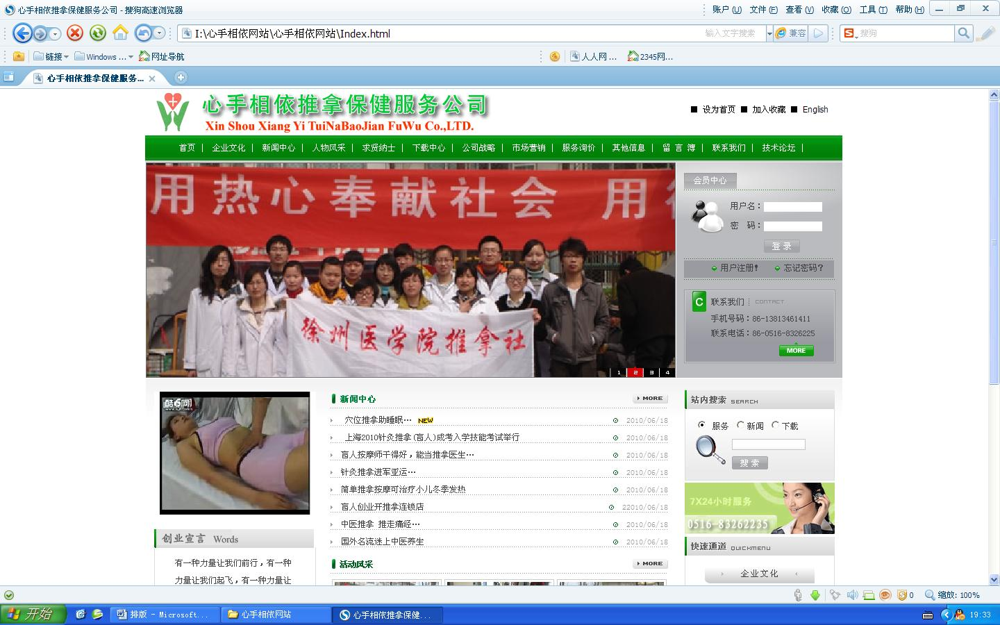 心手相依推拿保健服务公司 - 搜狗高速浏览器
账户(U) 文件(F) 查看(V) 收藏(O) 工具(T) 帮助(H)
I:\心手相依网站\心手相依网站\Index.html
输入文字搜索
兼容
搜狗
链接
Windows ...
网址导航
人人网 ...
2345网...
心手相依推拿保健服务...
心手相依推拿保健服务公司
Xin Shou Xiang Yi TuiNaBaoJian FuWu Co.,LTD.
设为首页 加入收藏 English
首页 | 企业文化 | 新闻中心 | 人物风采 | 求贤纳士 | 下载中心 | 公司战略 | 市场营销 | 服务询价 | 其他信息 | 留 言 簿 | 联系我们 | 技术论坛 |
用热心奉献社会 用
徐州医学院推拿社
1 2 3 4
会员中心
用户名：
密 码：
登 录
用户注册! 忘记密码?
C 联系我们 CONTACT
手机号码：86-13813461411
联系电话：86-0516-8326225
MORE
酷6网
创业宣言 Words
有一种力量让我们前行，有一种
力量让我们起飞，有一种力量让
新闻中心 MORE
穴位推拿助睡眠… NEW 2010/06/18
上海2010针灸推拿(盲人)成考入学技能考试举行 2010/06/18
盲人按摩师干得好，能当推拿医生… 2010/06/18
针灸推拿进军亚运… 2010/06/18
简单推拿按摩可治疗小儿冬季发热 2010/06/18
盲人创业开推拿连锁店 22010/06/18
中医推拿 推走痛经… 2010/06/18
国外名流迷上中医养生 2010/06/18
活动风采 MORE
站内搜索 SEARCH
服务 新闻 下载
搜 索
7X24小时服务
0516-83262235
快速通道 QUICKMENU
企业文化
0
缩放: 100%
开始
排版 - Microsoft...
心手相依网站
心手相依推拿保健...
19:33